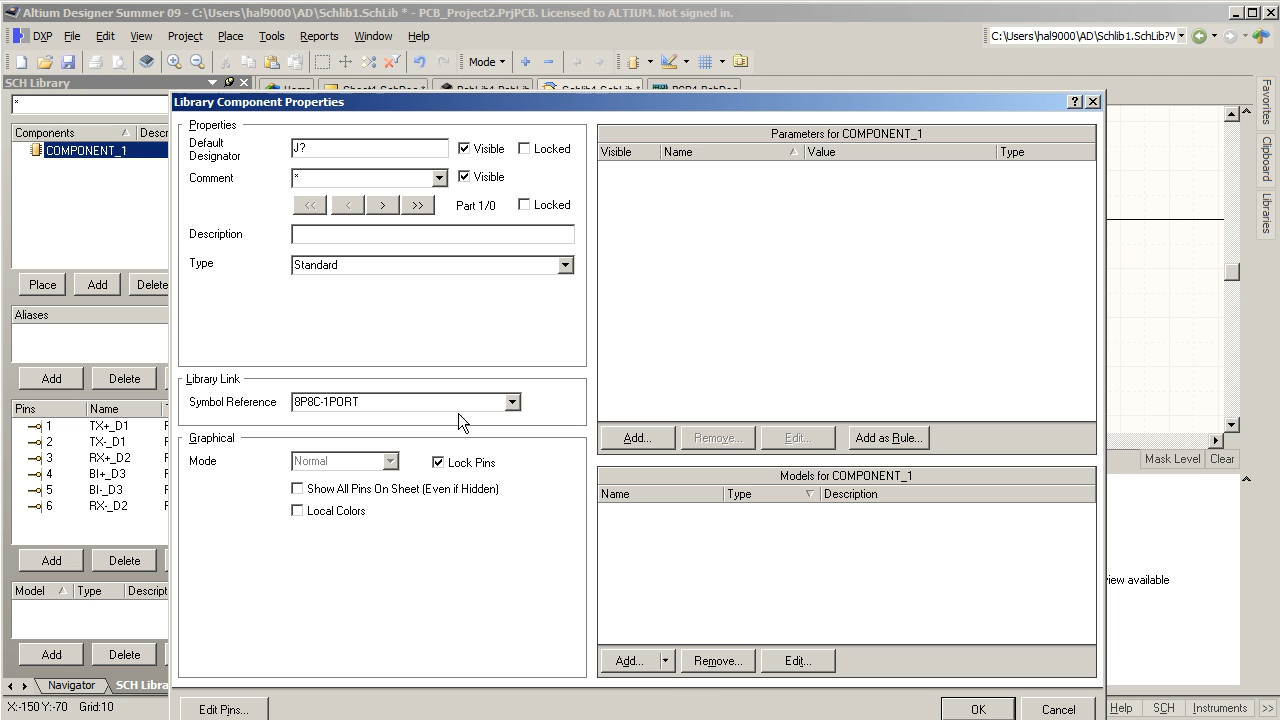 Altium Designer Summer 09 - C:\Users\hal9000\AD\Schlib1.SchLib * - PCB_Project2.PrjPCB. Licensed to ALTIUM. Not signed in.
DXP File Edit View Project Place Tools Reports Window Help
C:\Users\hal9000\AD\Schlib1.SchLib?V
Mode
SCH Library
*
Components Descr
COMPONENT_1
Place Add Delete
Aliases
Add Delete
Pins Name
1 TX+_D1
2 TX-_D1
3 RX+_D2
4 BI+_D3
5 BI-_D3
6 RX-_D2
Add Delete
Model Type Descript
Add Delete
Navigator SCH Libra
X:-150 Y:-70 Grid:10
Library Component Properties
Properties
Default Designator J? Visible Locked
Comment * Visible
<< < > >> Part 1/0 Locked
Description
Type Standard
Library Link
Symbol Reference 8P8C-1PORT
Graphical
Mode Normal Lock Pins
Show All Pins On Sheet (Even if Hidden)
Local Colors
Edit Pins...
Parameters for COMPONENT_1
Visible Name Value Type
Add... Remove... Edit... Add as Rule...
Models for COMPONENT_1
Name Type Description
Add... Remove... Edit...
OK Cancel
Favorites
Clipboard
Libraries
Mask Level Clear
iew available
Help SCH Instruments >>